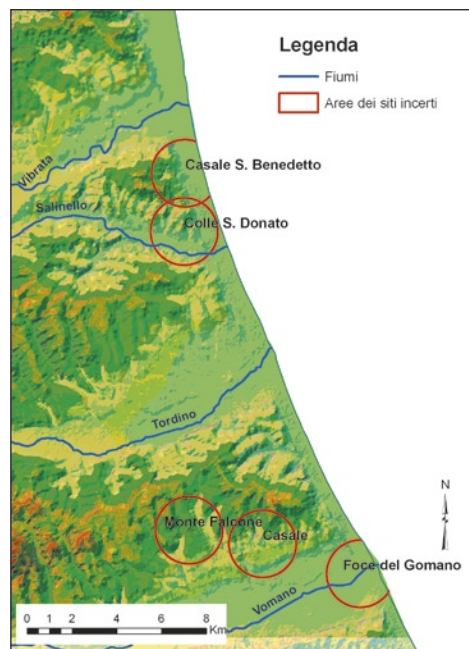 Legenda
Fiumi
Aree dei siti incerti
Casale S. Benedetto
Vibrata
Salinello
Colle S. Donato
Tordino
N
Monte Falcone
Casale
Foce del Gomano
Vomano
0 1 2 4 6 8
Km